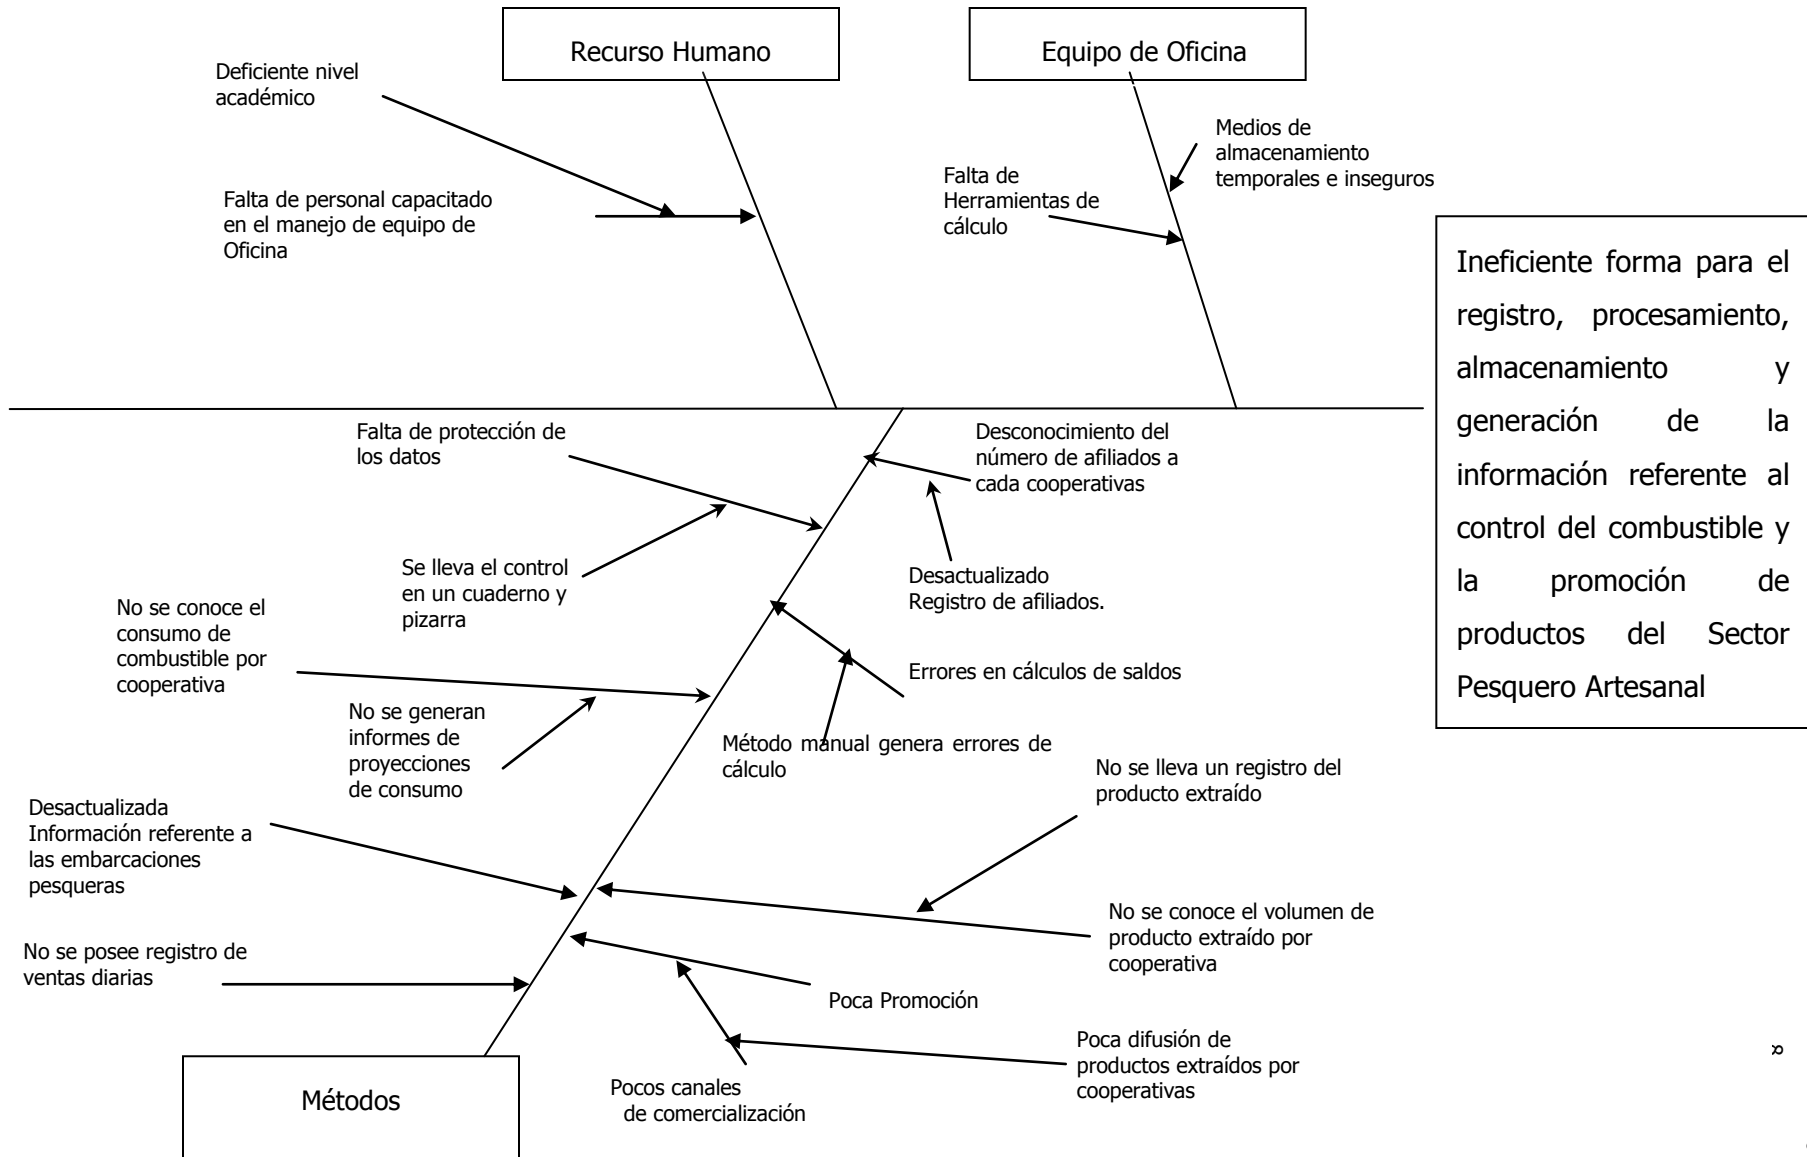 Recurso Humano
Equipo de Oficina
Deficiente nivel
académico
Medios de
almacenamiento
temporales e inseguros
Falta de
Herramientas de
cálculo
Falta de personal capacitado
en el manejo de equipo de
Oficina
Ineficiente forma para el
registro, procesamiento,
almacenamiento y
generación de la
información referente al
control del combustible y
la promoción de
productos del Sector
Pesquero Artesanal
Falta de protección de
los datos
Desconocimiento del
número de afiliados a
cada cooperativas
Se lleva el control
en un cuaderno y
pizarra
Desactualizado
Registro de afiliados.
No se conoce el
consumo de
combustible por
cooperativa
Errores en cálculos de saldos
No se generan
informes de
proyecciones
de consumo
Método manual genera errores de
cálculo
No se lleva un registro del
producto extraído
Desactualizada
Información referente a
las embarcaciones
pesqueras
No se conoce el volumen de
producto extraído por
cooperativa
No se posee registro de
ventas diarias
Poca Promoción
Poca difusión de
productos extraídos por
cooperativas
Pocos canales
de comercialización
Métodos